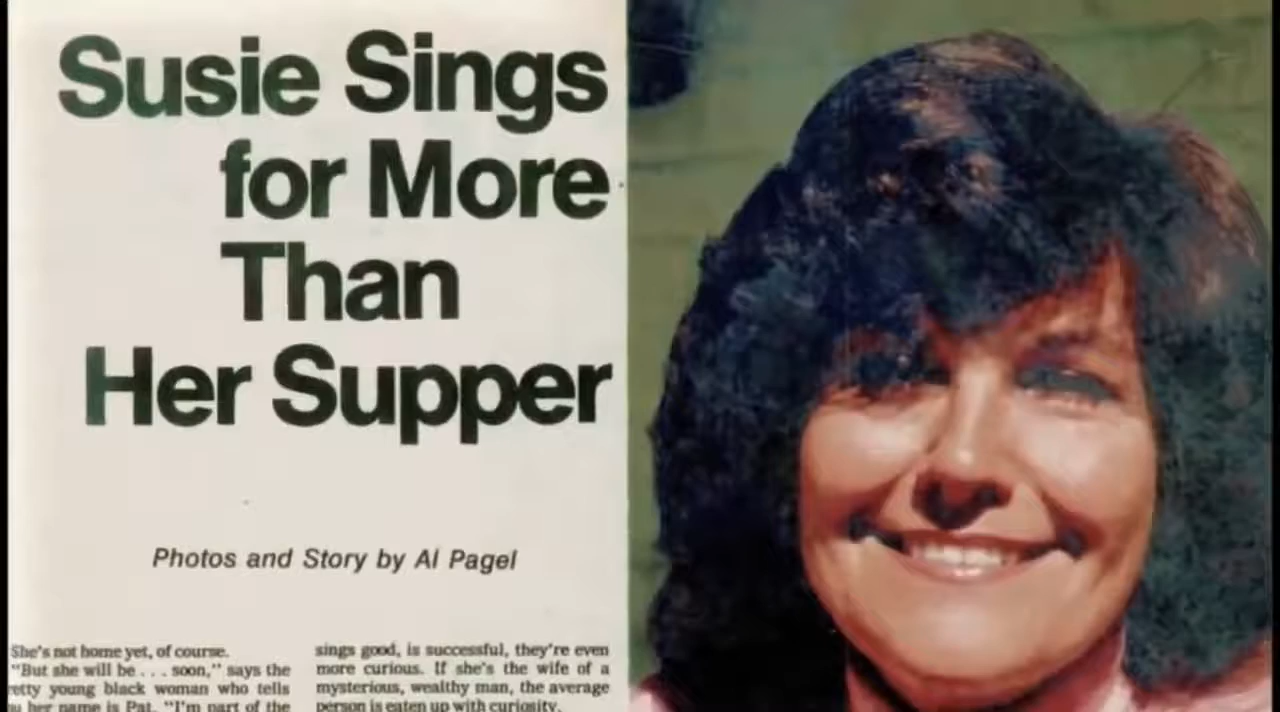 Susie Sings
for More
Than
Her Supper
Photos and Story by Al Pagel
She's not home yet, of course.
"But she will be . . . soon," says the
etty young black woman who tells
u her name is Pat. "I'm part of the
sings good, is successful, they're even
more curious. If she's the wife of a
mysterious, wealthy man, the average
person is eaten up with curiosity.